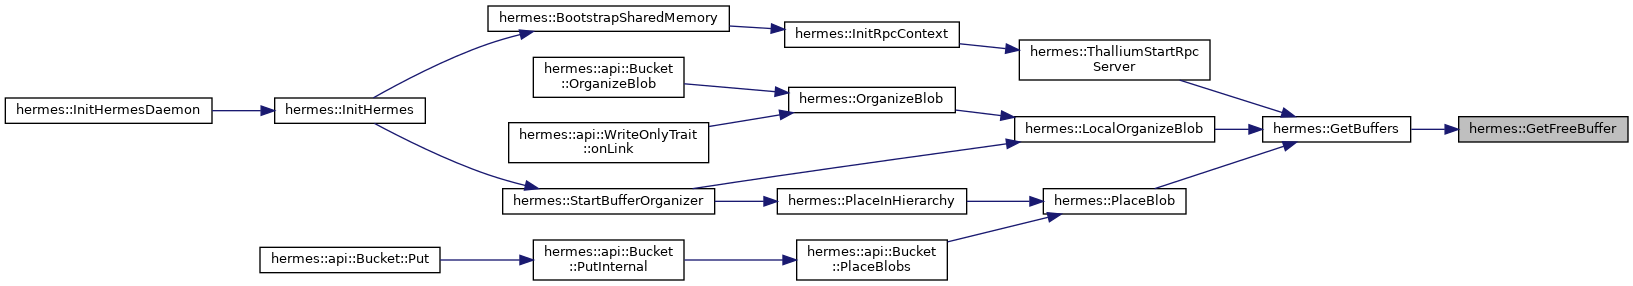 hermes::BootstrapSharedMemory
hermes::InitRpcContext
hermes::ThalliumStartRpc
Server
hermes::api::Bucket
::OrganizeBlob
hermes::OrganizeBlob
hermes::InitHermesDaemon
hermes::InitHermes
hermes::api::WriteOnlyTrait
::onLink
hermes::LocalOrganizeBlob
hermes::GetBuffers
hermes::GetFreeBuffer
hermes::StartBufferOrganizer
hermes::PlaceInHierarchy
hermes::PlaceBlob
hermes::api::Bucket::Put
hermes::api::Bucket
::PutInternal
hermes::api::Bucket
::PlaceBlobs